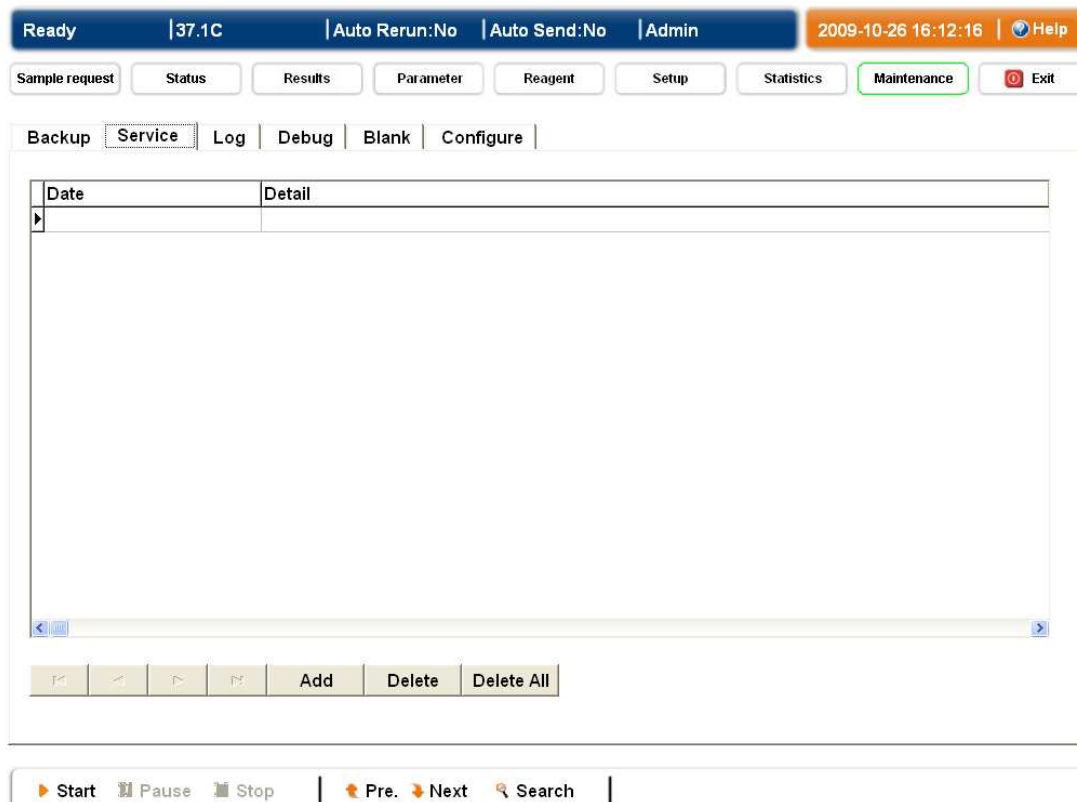 Ready |37.1C |Auto Rerun:No |Auto Send:No |Admin 2009-10-26 16:12:16 | Help
Sample request Status Results Parameter Reagent Setup Statistics Maintenance Exit
Backup Service Log Debug Blank Configure
Date Detail
Add Delete Delete All
Start Pause Stop Pre. Next Search